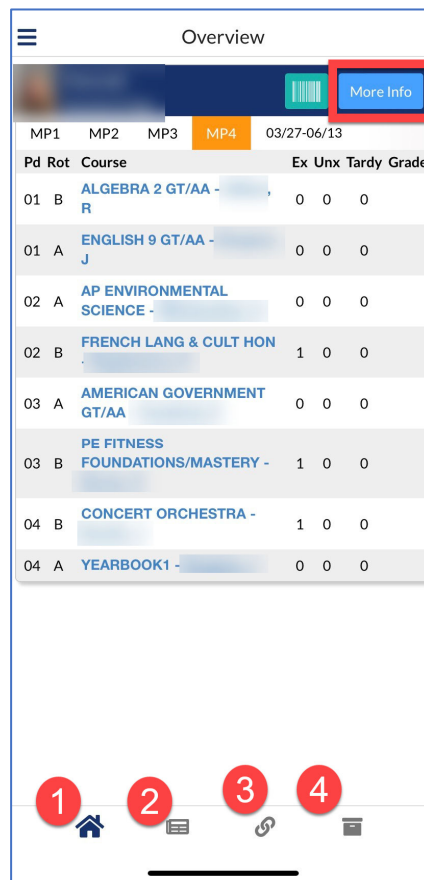 Overview
More Info
MP1 MP2 MP3 MP4 03/27-06/13
Pd Rot Course Ex Unx Tardy Grade
01 B ALGEBRA 2 GT/AA - , 0 0 0
R
01 A ENGLISH 9 GT/AA - 0 0 0
J
02 A AP ENVIRONMENTAL 0 0 0
SCIENCE -
02 B FRENCH LANG & CULT HON 1 0 0
-
03 A AMERICAN GOVERNMENT 0 0 0
GT/AA
PE FITNESS
03 B FOUNDATIONS/MASTERY - 1 0 0
04 B CONCERT ORCHESTRA - 1 0 0
04 A YEARBOOK1 - 0 0 0
1 2 3 4